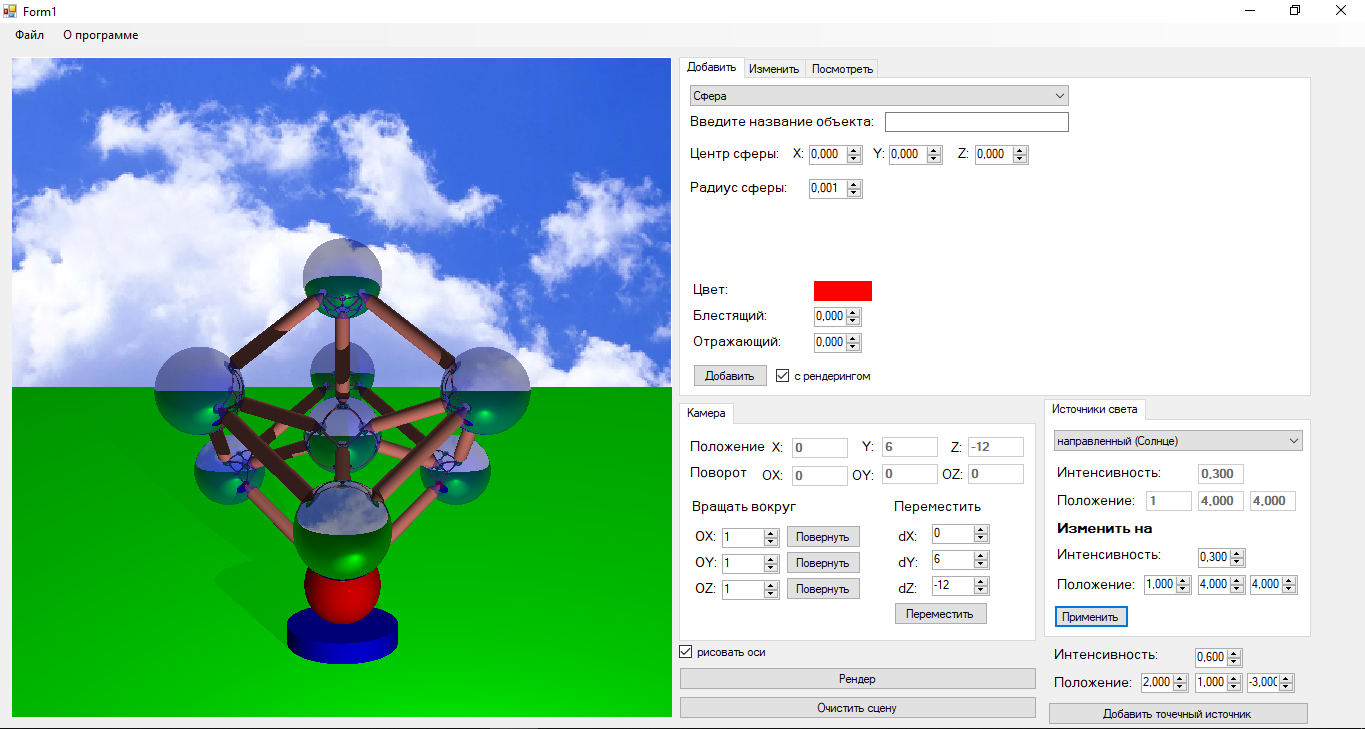 Form1
Файл О программе
Добавить Изменить Посмотреть
Сфера
Введите название объекта:
Центр сферы: X: 0,000 Y: 0,000 Z: 0,000
Радиус сферы: 0,001
Цвет:
Блестящий: 0,000
Отражающий: 0,000
Добавить с рендерингом
Камера
Положение X: 0 Y: 6 Z: -12
Поворот OX: 0 OY: 0 OZ: 0
Вращать вокруг Переместить
OX: 1 Повернуть dX: 0
OY: 1 Повернуть dY: 6
OZ: 1 Повернуть dZ: -12
Переместить
рисовать оси
Рендер
Очистить сцену
Источники света
направленный (Солнце)
Интенсивность: 0,300
Положение: 1 4,000 4,000
Изменить на
Интенсивность: 0,300
Положение: 1,000 4,000 4,000
Применить
Интенсивность: 0,600
Положение: 2,000 1,000 -3,000
Добавить точечный источник